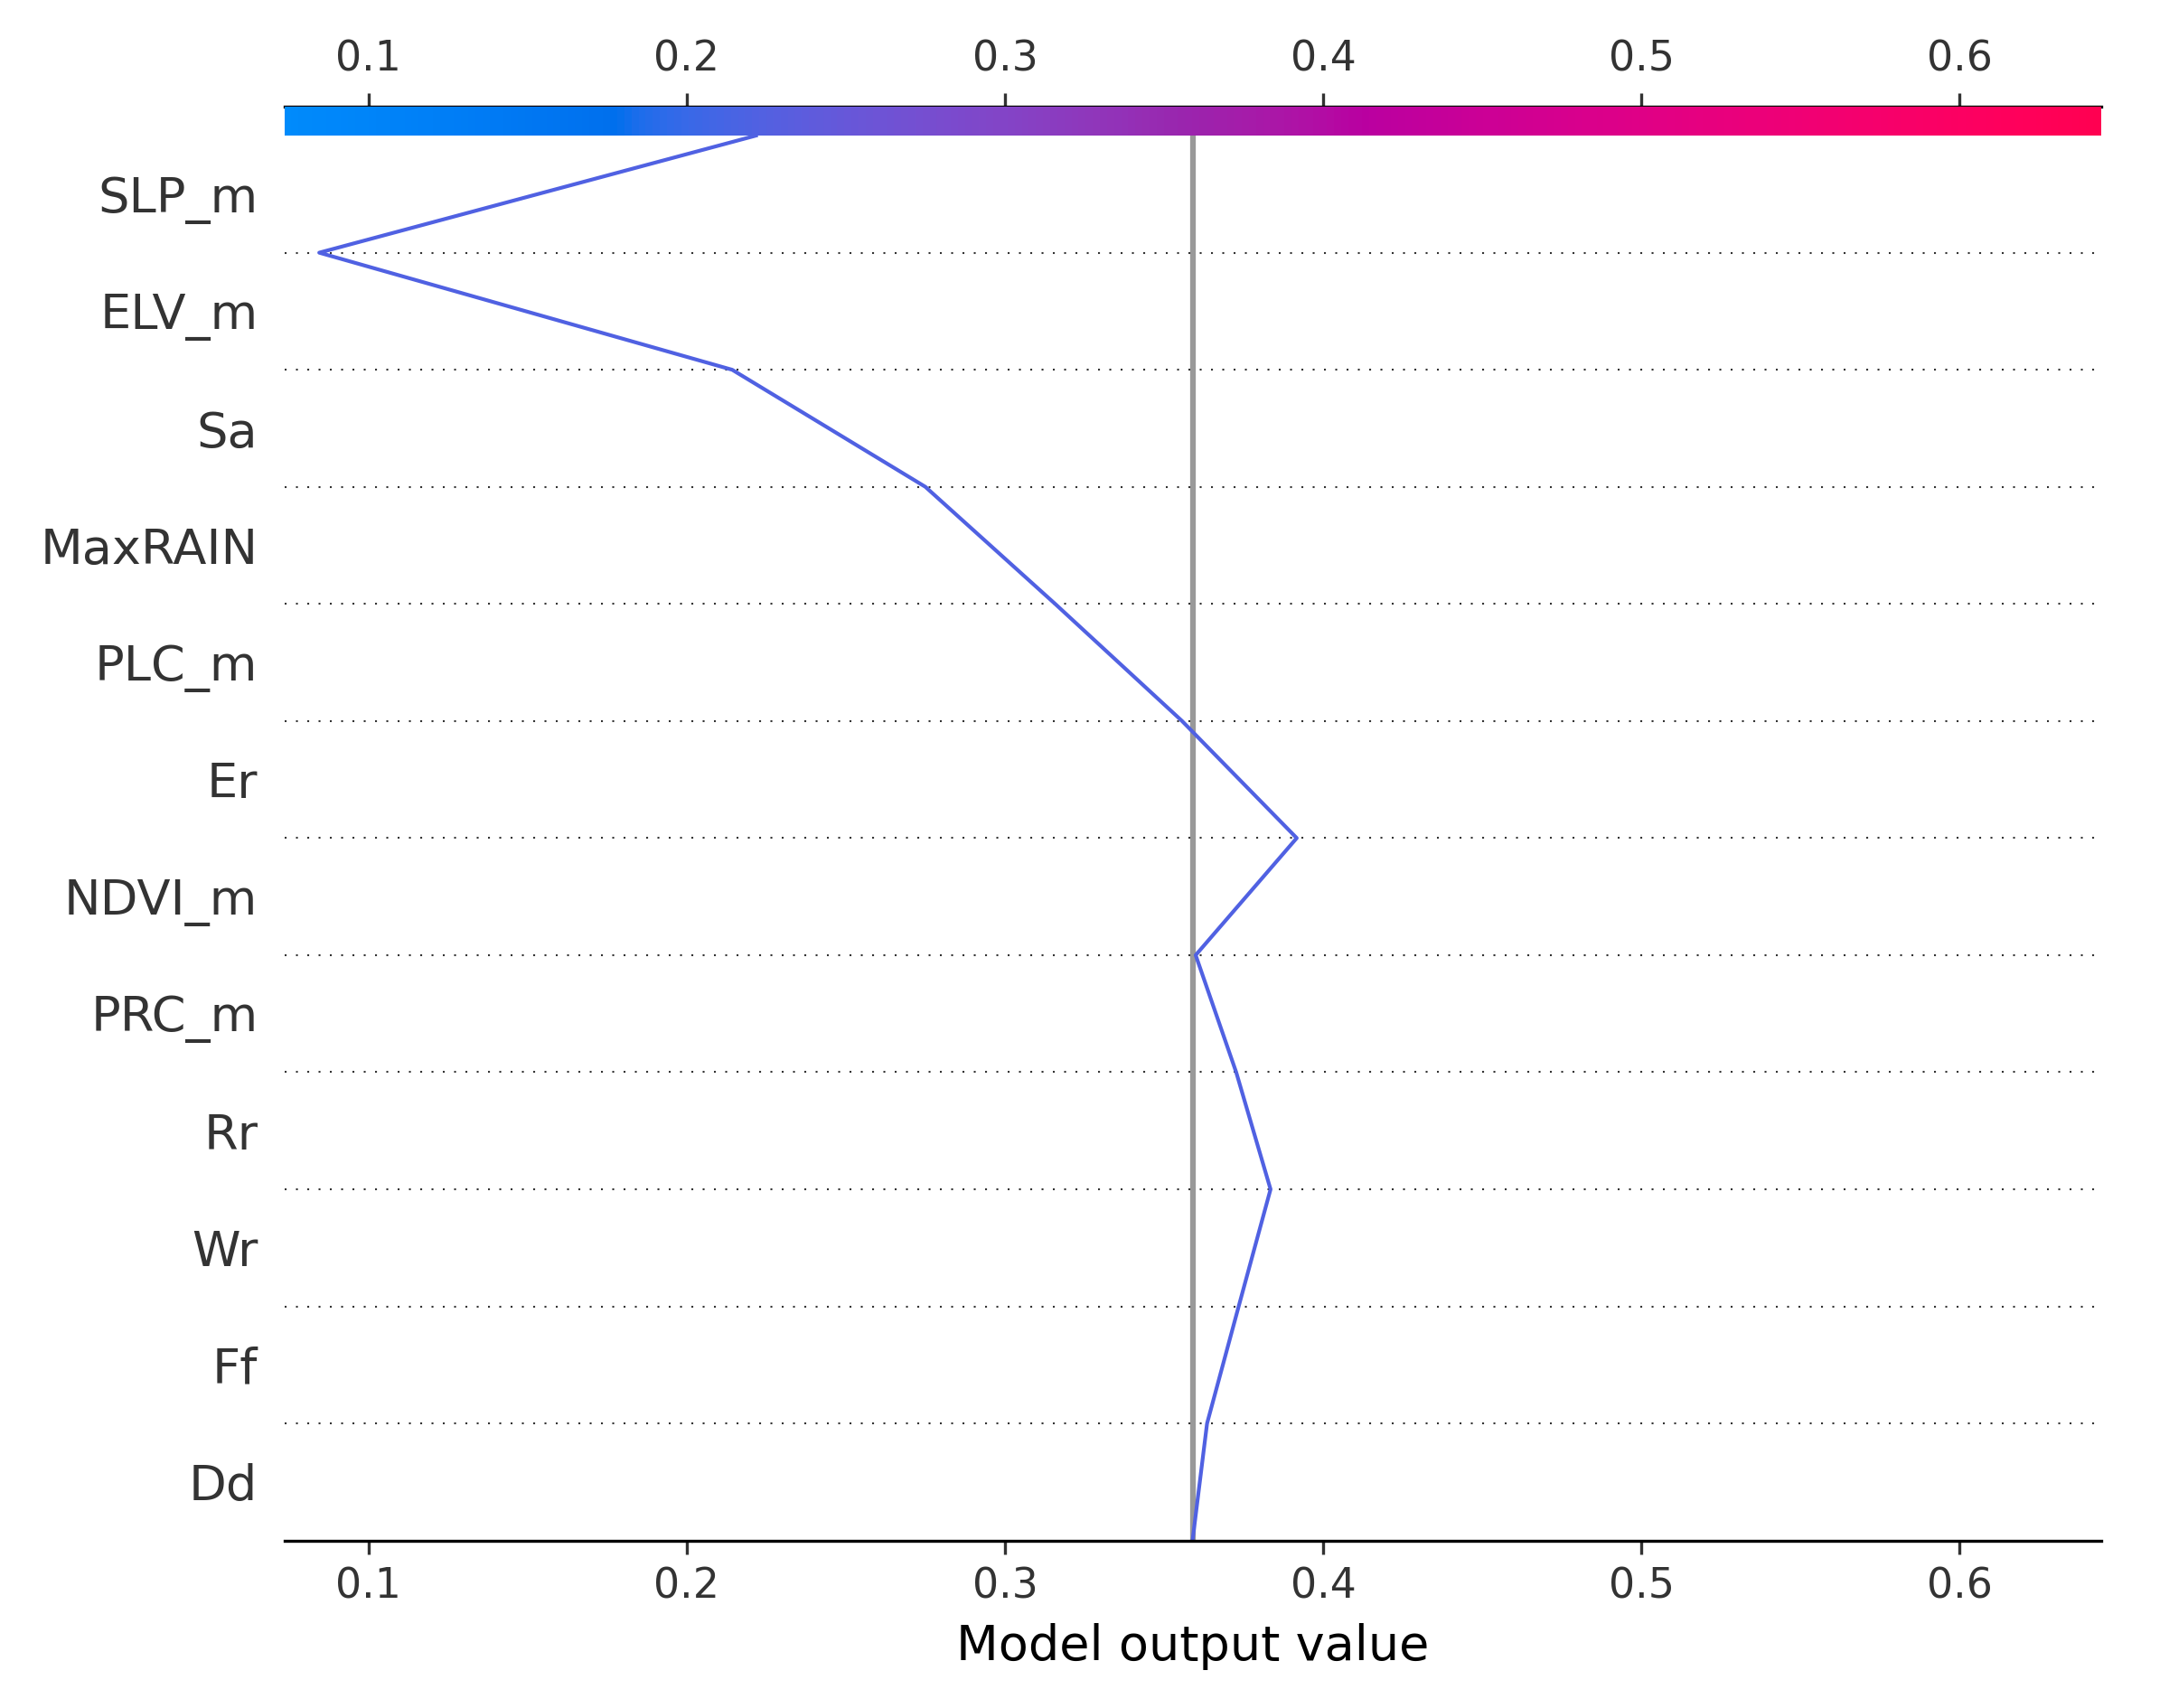 0.1 0.2 0.3 0.4 0.5 0.6
SLP_m
ELV_m
Sa
MaxRAIN
PLC_m
Er
NDVI_m
PRC_m
Rr
Wr
Ff
Dd
0.1 0.2 0.3 0.4 0.5 0.6
Model output value